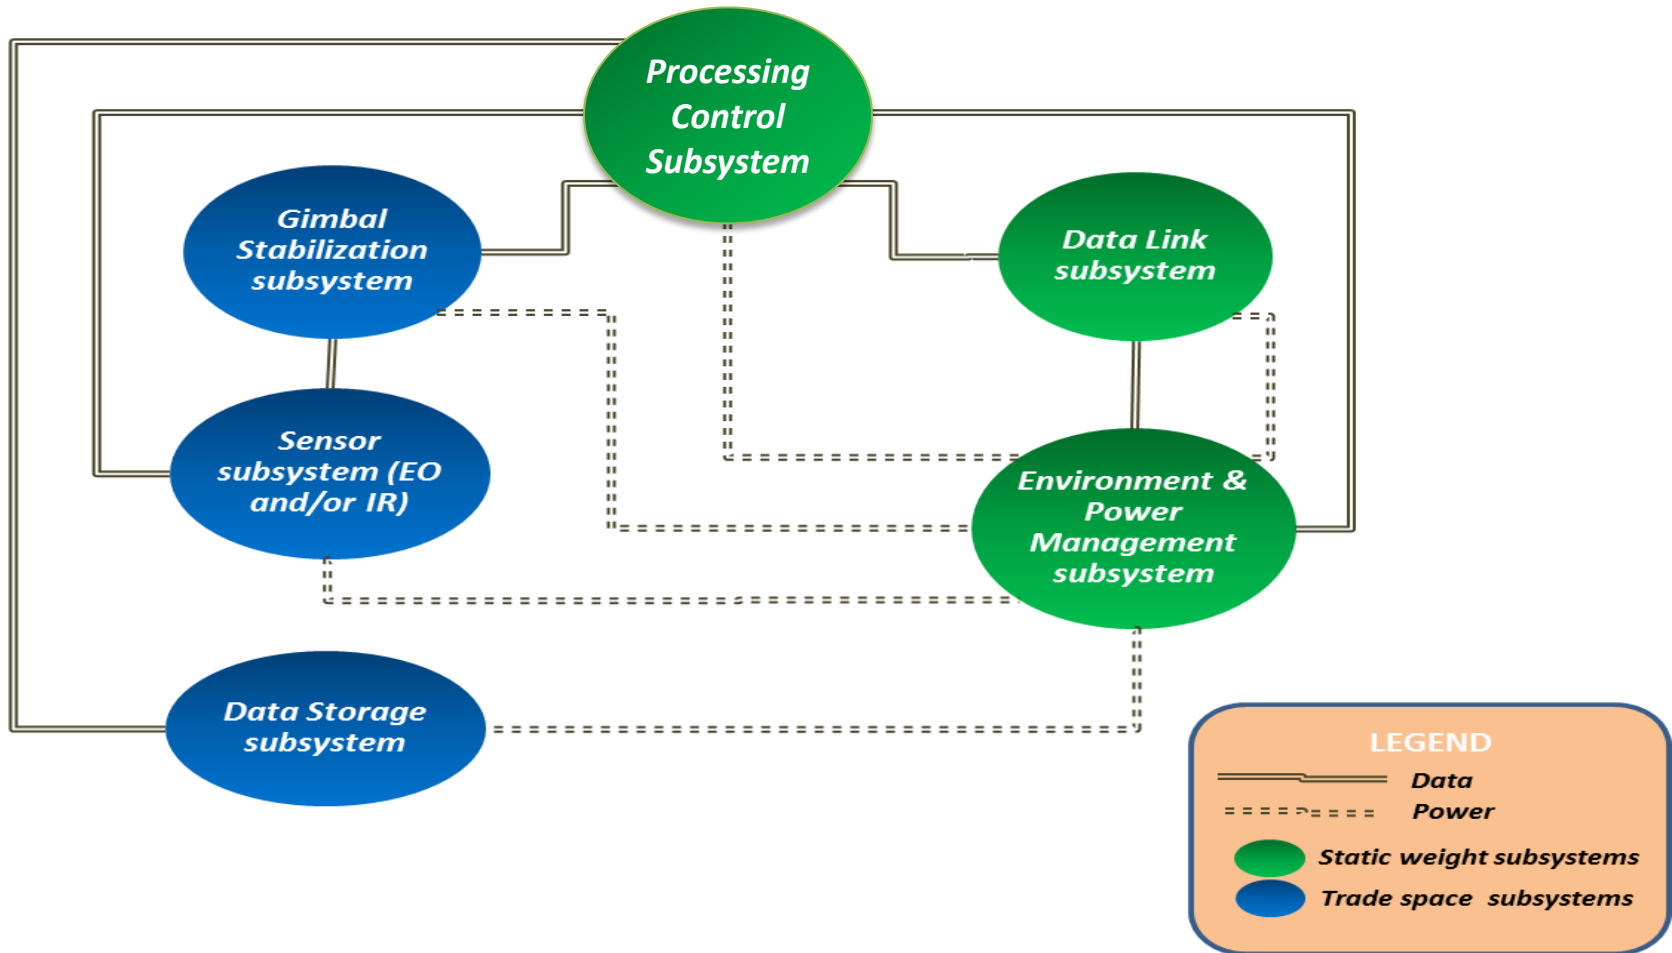 Processing
Control
Subsystem
Gimbal
Stabilization
subsystem
Data Link
subsystem
Sensor
subsystem (EO
and/or IR)
Environment &
Power
Management
subsystem
Data Storage
subsystem
LEGEND
Data
Power
Static weight subsystems
Trade space subsystems